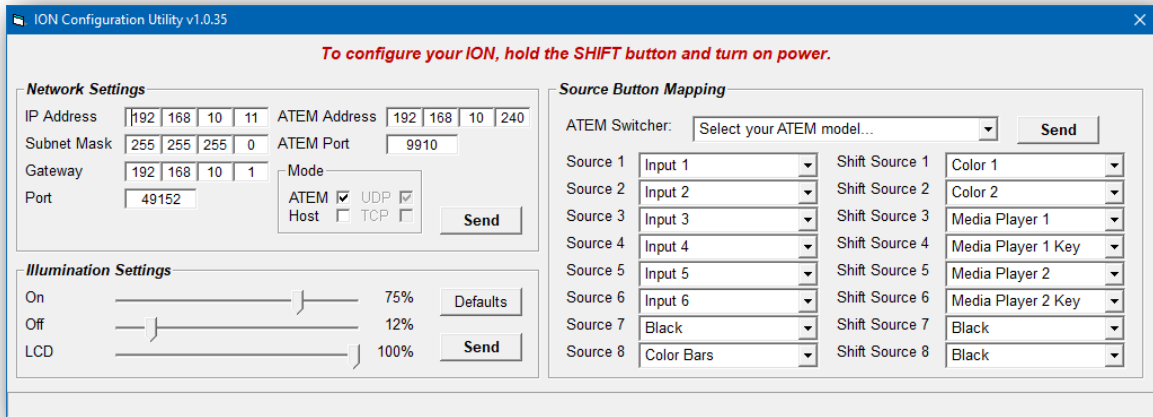 ION Configuration Utility v1.0.35
To configure your ION, hold the SHIFT button and turn on power.
Network Settings
IP Address 192 168 10 11 ATEM Address 192 168 10 240
Subnet Mask 255 255 255 0 ATEM Port 9910
Gateway 192 168 10 1 Mode
Port 49152 ATEM UDP
Host TCP
Send
Illumination Settings
On 75% Defaults
Off 12%
LCD 100% Send
Source Button Mapping
ATEM Switcher: Select your ATEM model... Send
Source 1 Input 1 Shift Source 1 Color 1
Source 2 Input 2 Shift Source 2 Color 2
Source 3 Input 3 Shift Source 3 Media Player 1
Source 4 Input 4 Shift Source 4 Media Player 1 Key
Source 5 Input 5 Shift Source 5 Media Player 2
Source 6 Input 6 Shift Source 6 Media Player 2 Key
Source 7 Black Shift Source 7 Black
Source 8 Color Bars Shift Source 8 Black